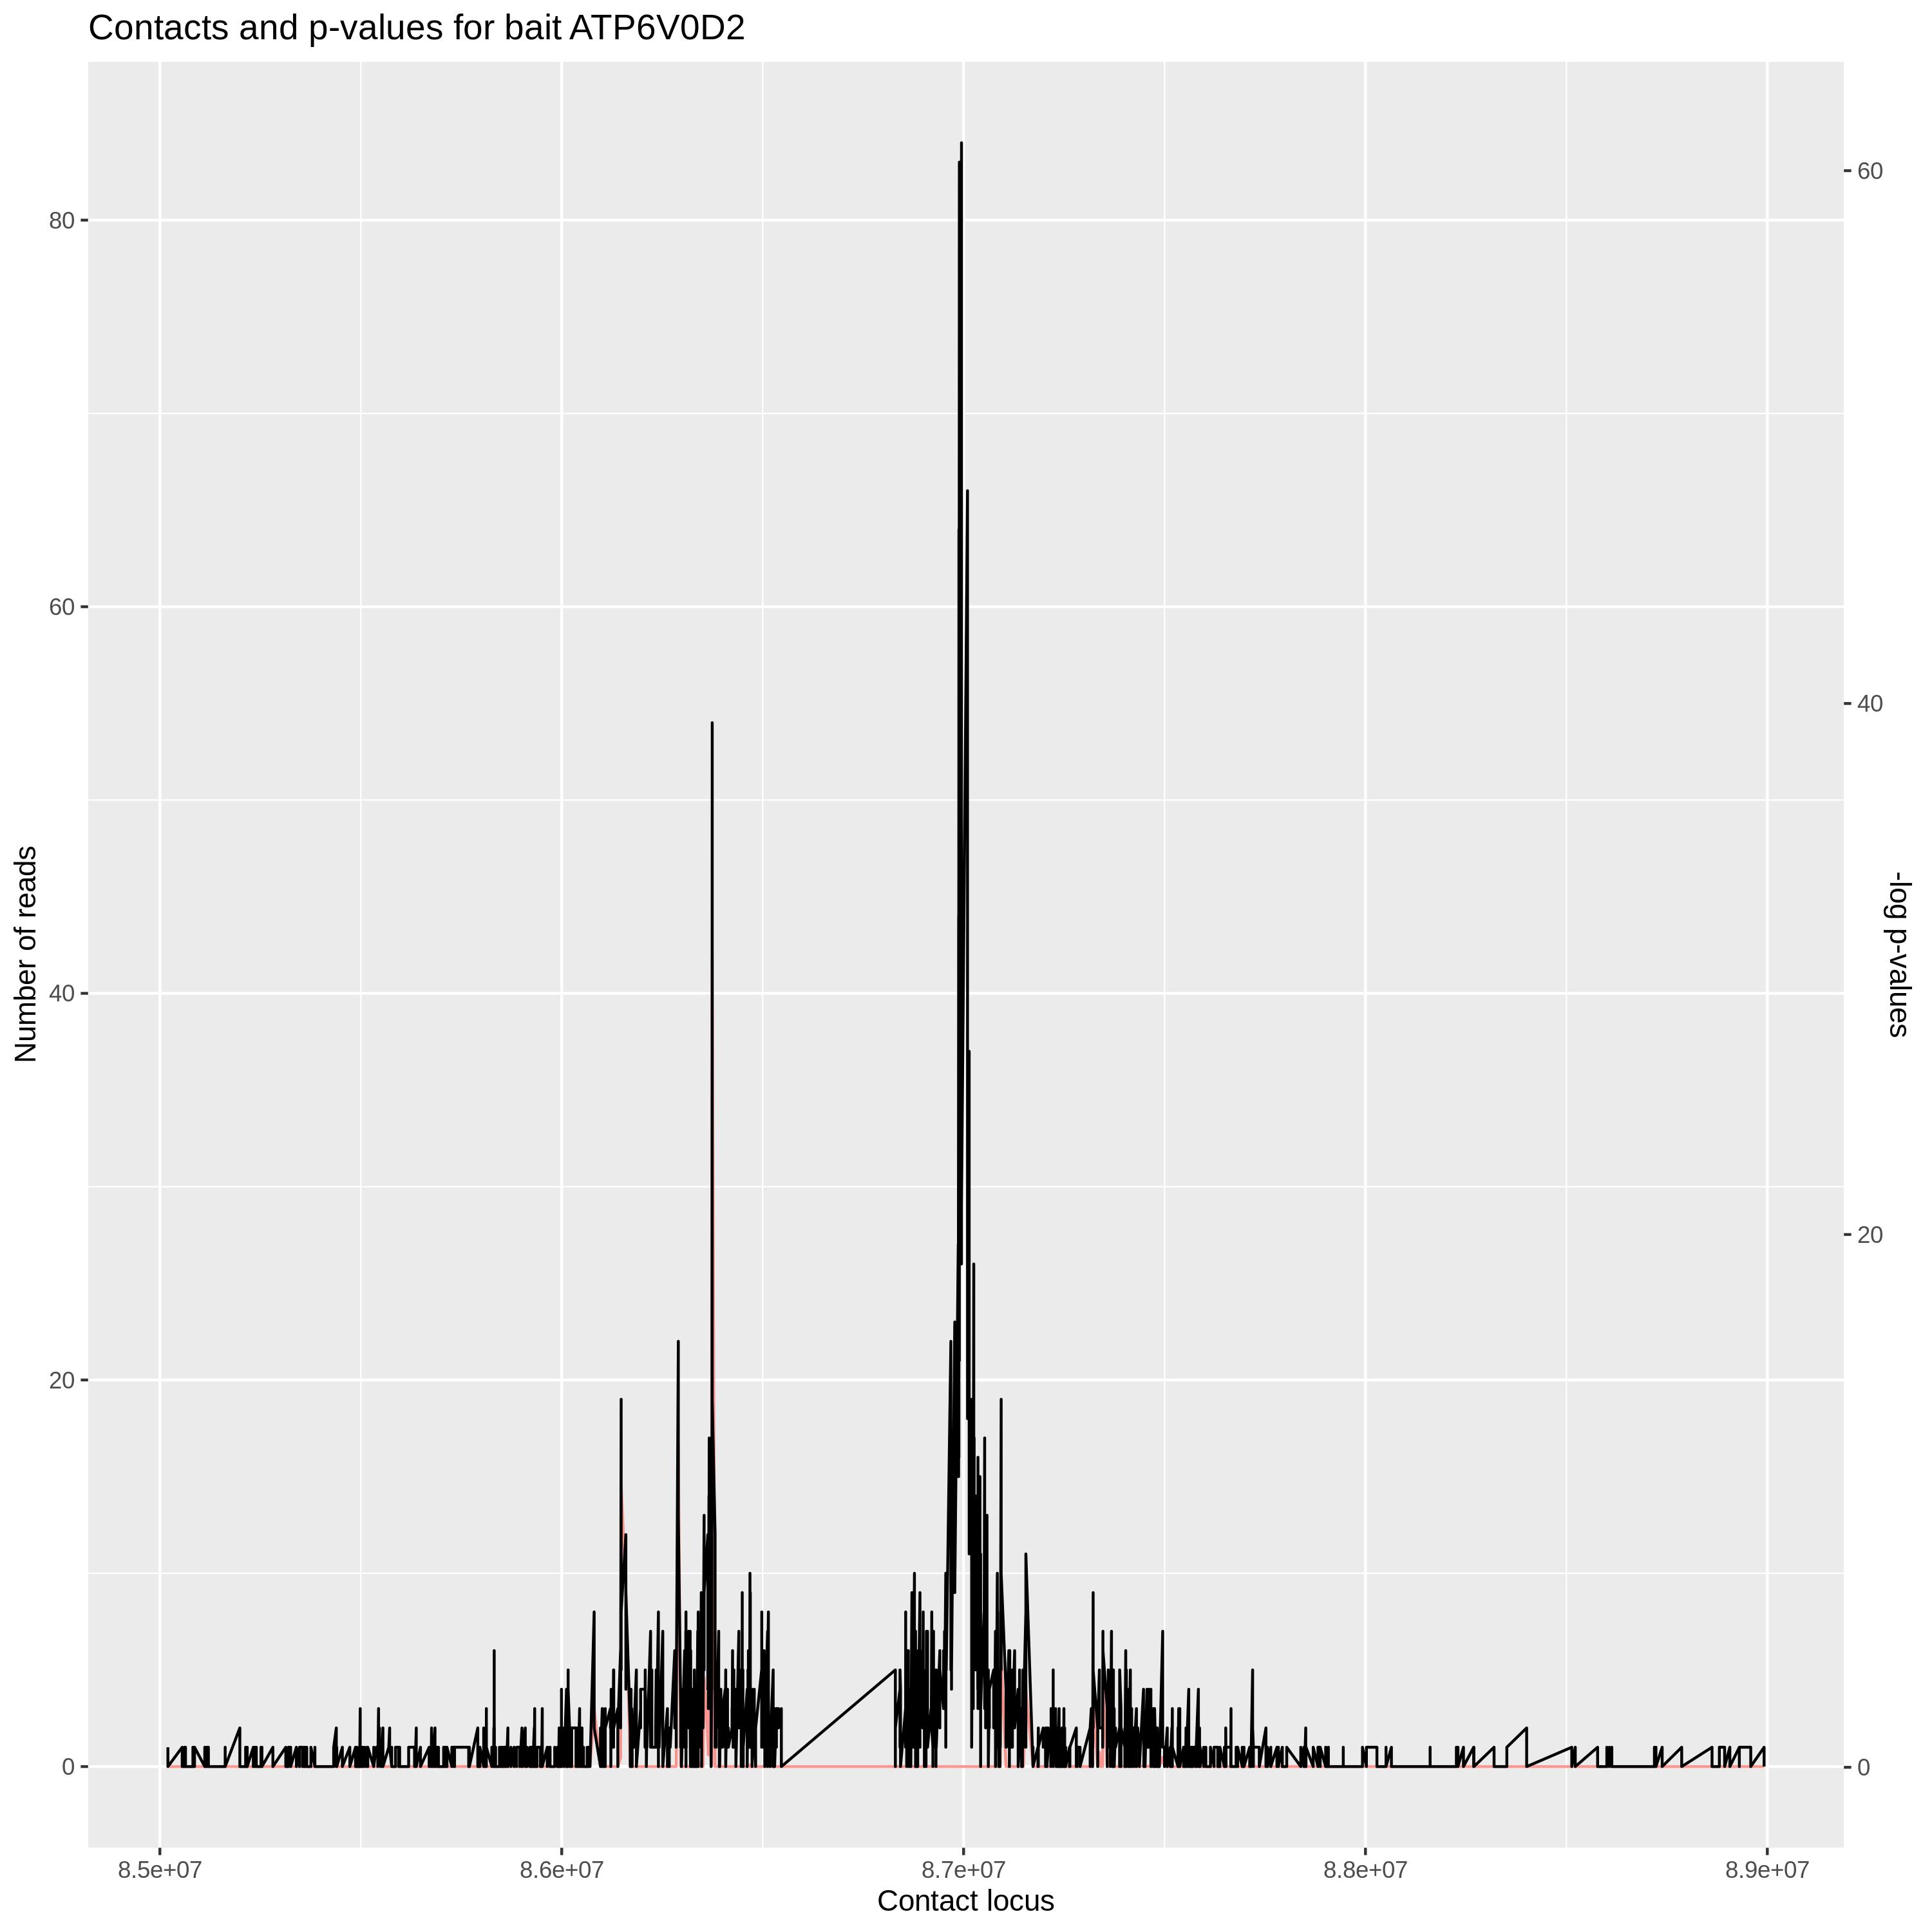 Contacts and p-values for bait ATP6V0D2
80
60
40
20
0
Number of reads
60
40
20
0
-log p-values
8.5e+07
8.6e+07
8.7e+07
8.8e+07
8.9e+07
Contact locus